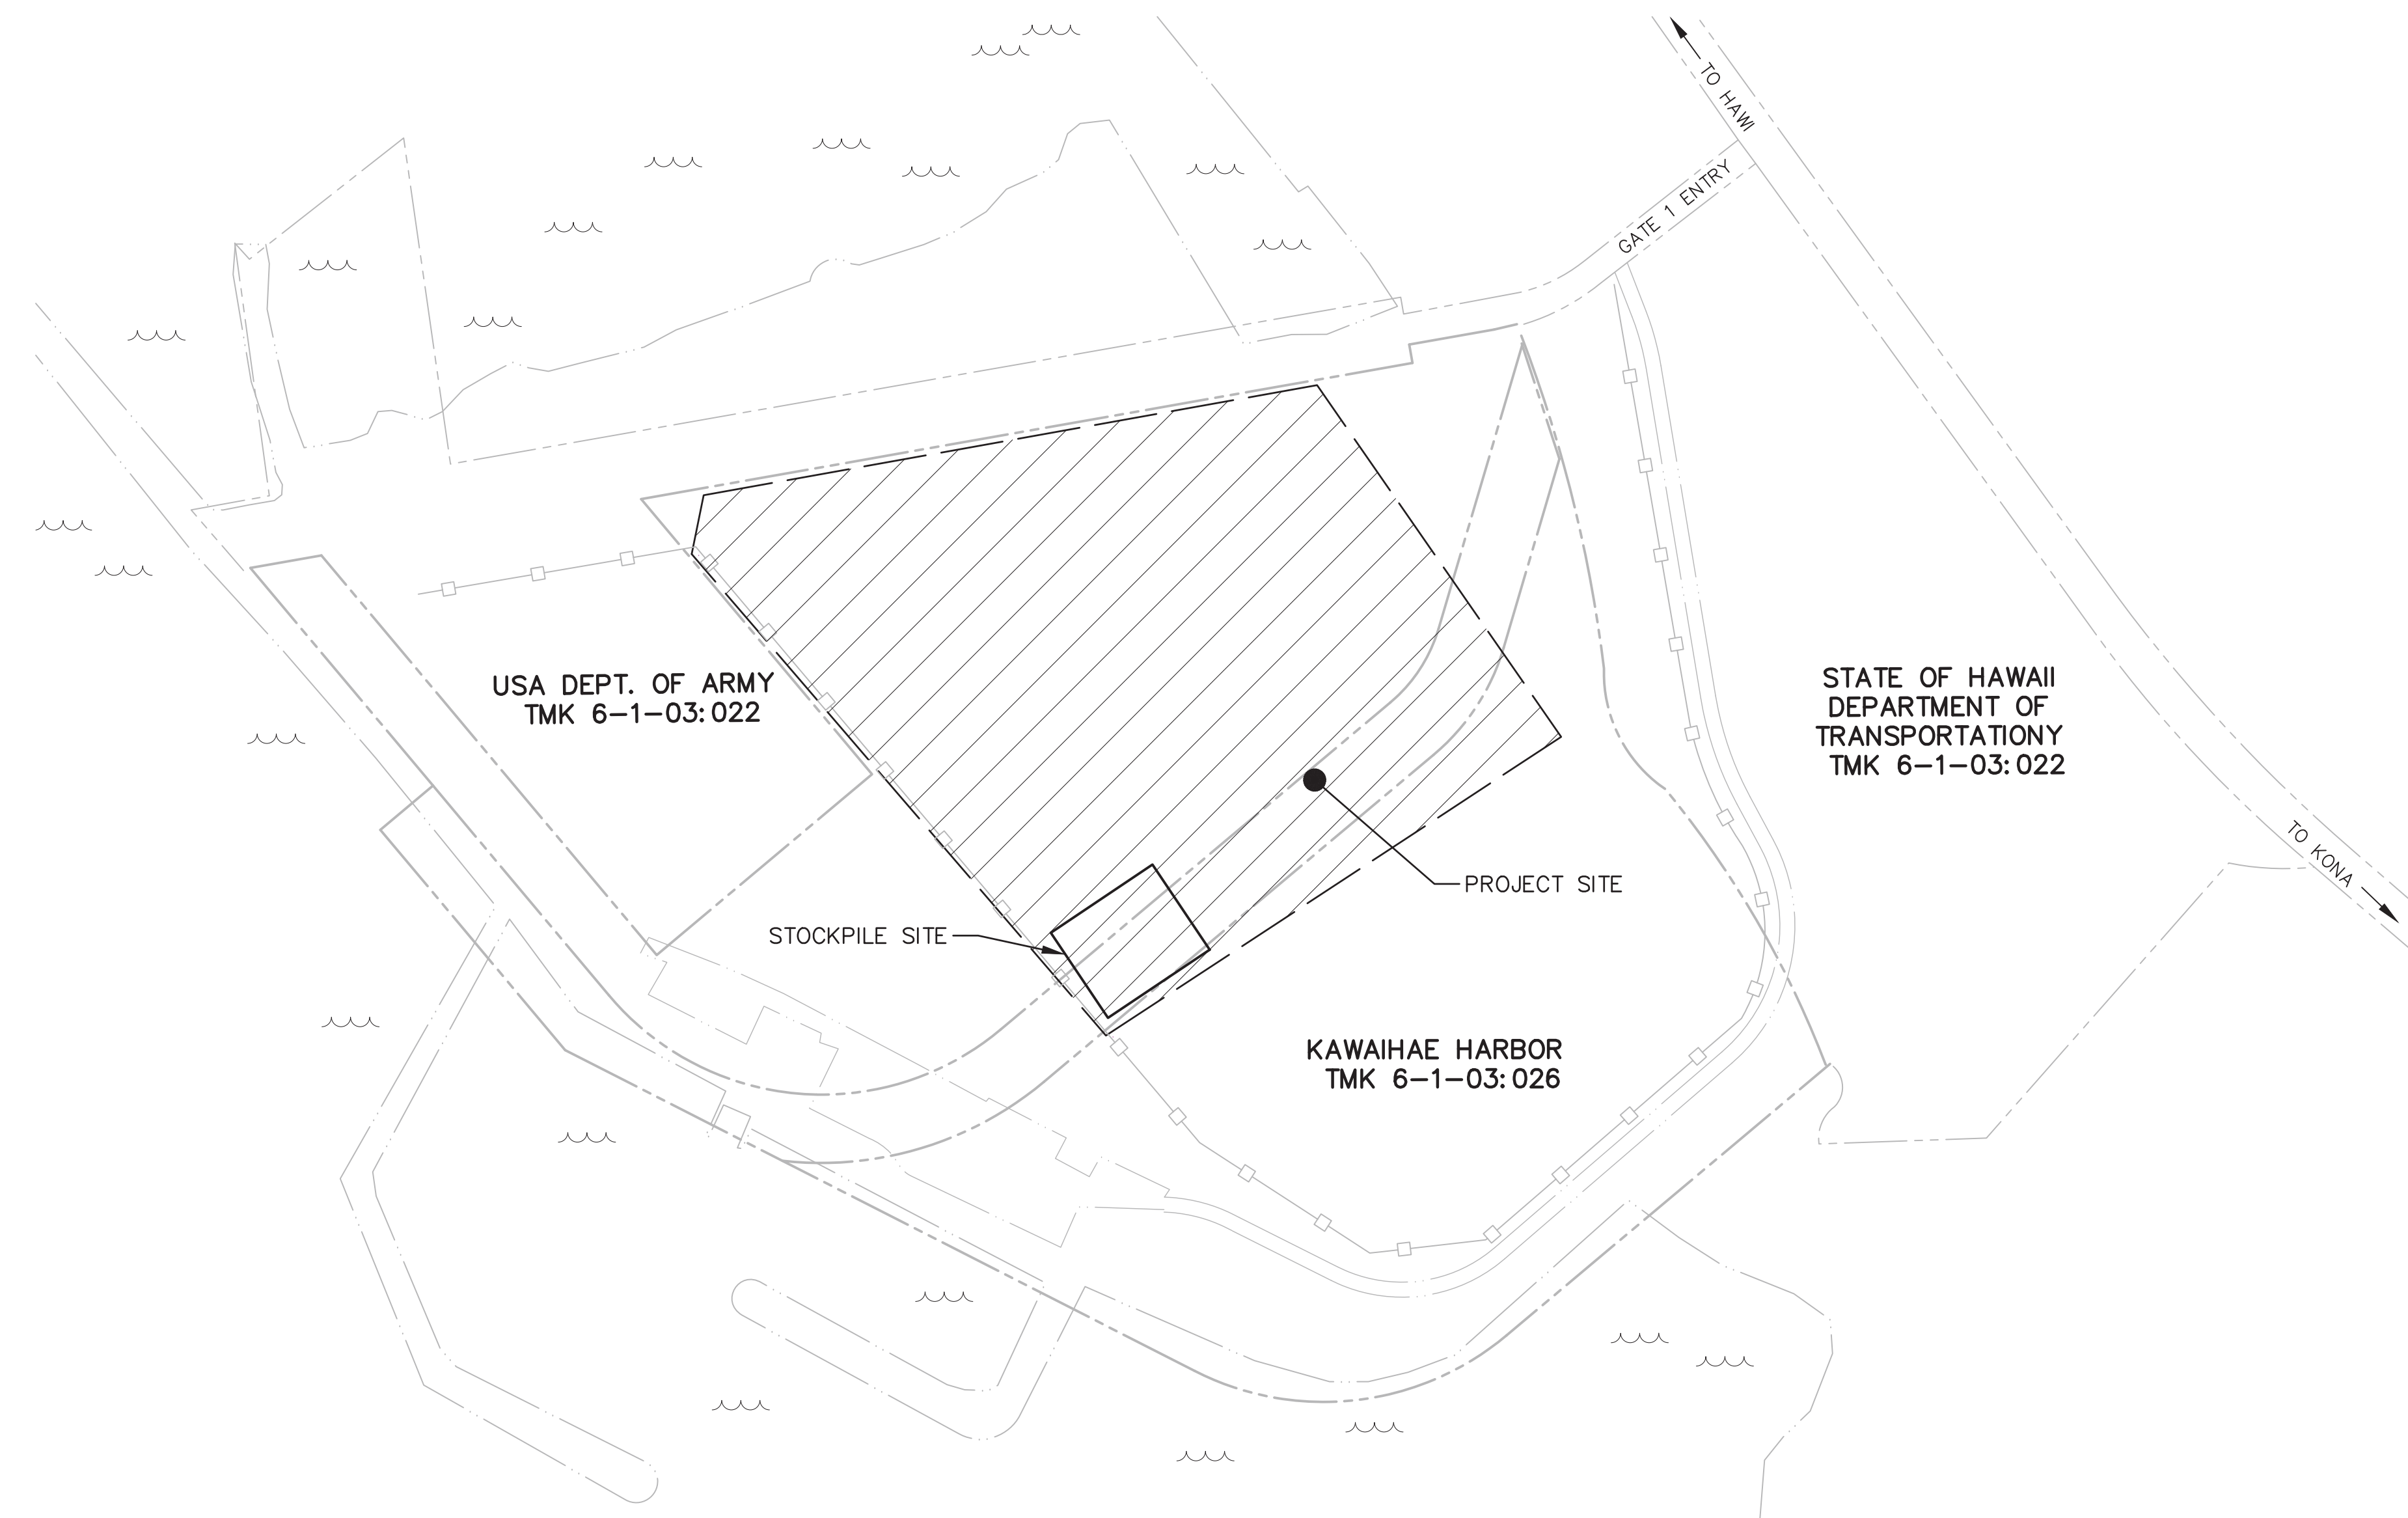 TO HAWI
GATE 1 ENTRY
USA DEPT. OF ARMY
TMK 6-1-03:022
STATE OF HAWAII
DEPARTMENT OF
TRANSPORTATIONY
TMK 6-1-03:022
TO KONA
PROJECT SITE
STOCKPILE SITE
KAWAIHAE HARBOR
TMK 6-1-03:026